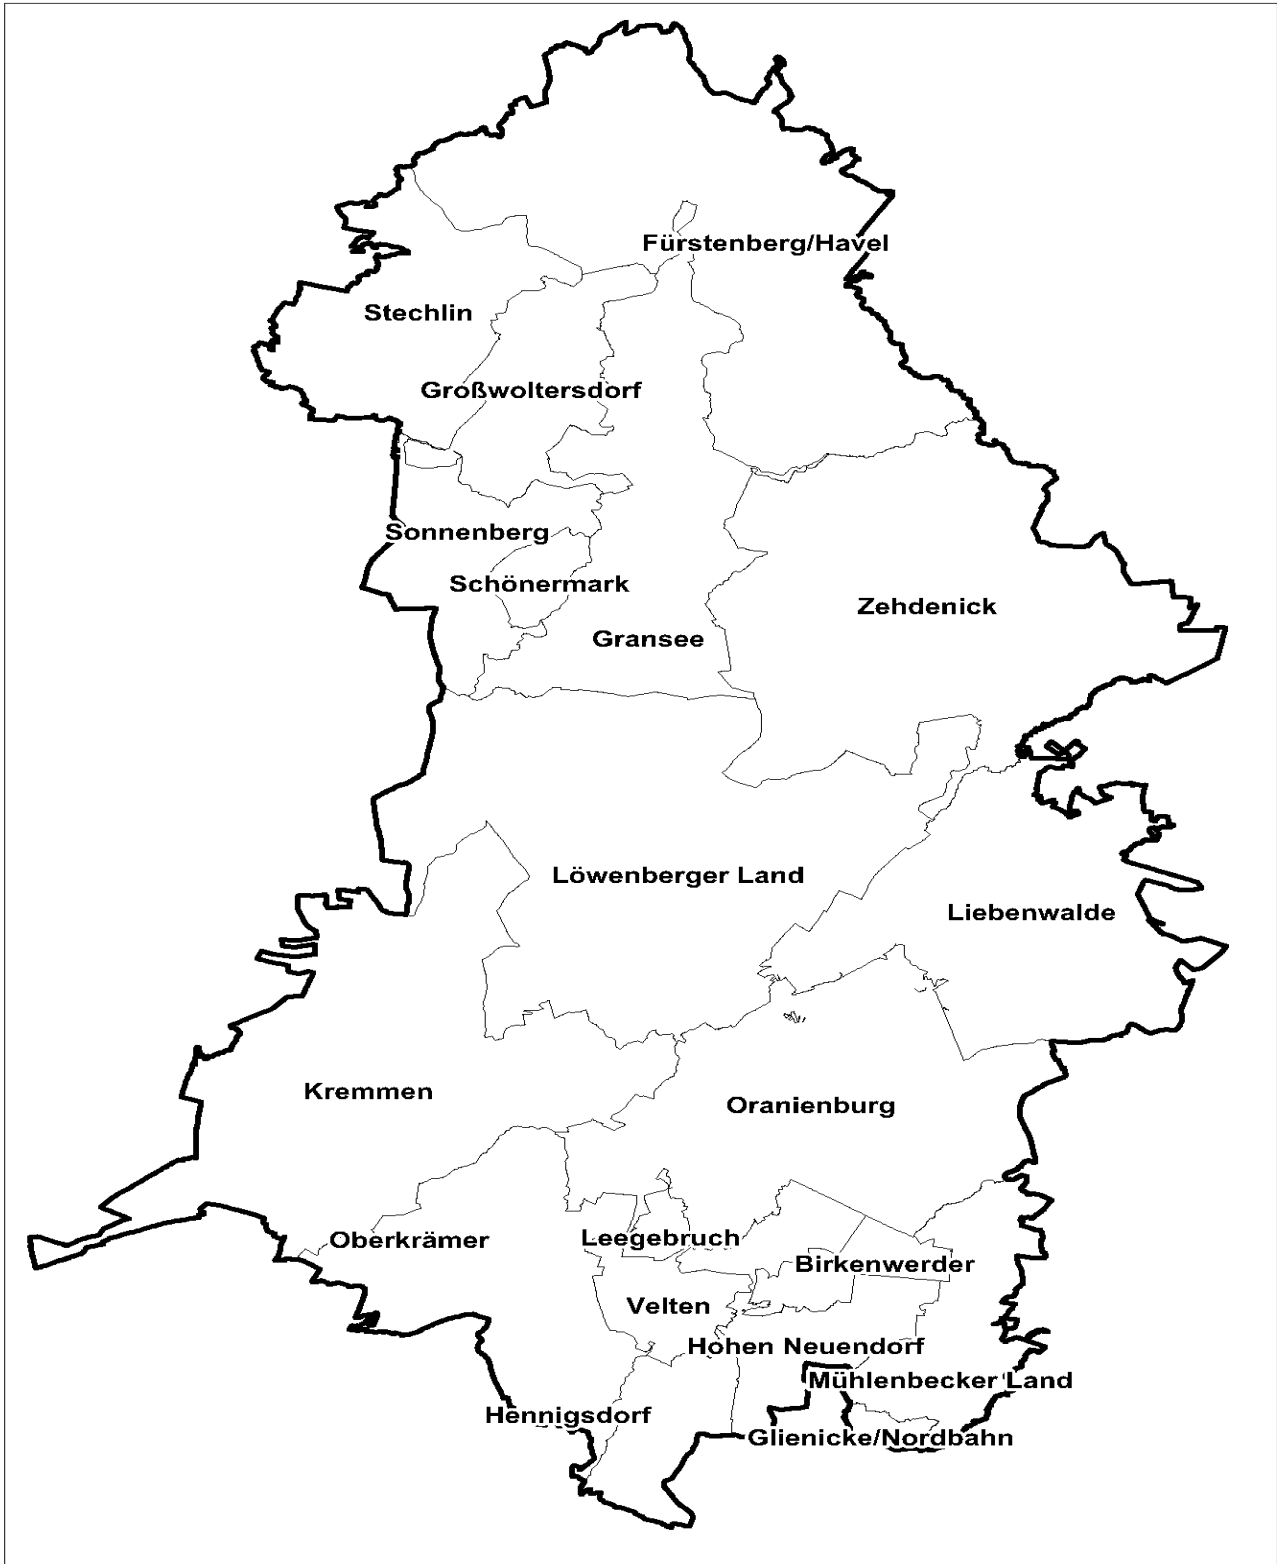 Fürstenberg/Havel
Stechlin
Großwoltersdorf
Sonnenberg
Schönermark
Zehdenick
Gransee
Löwenberger Land
Liebenwalde
Kremmen
Oranienburg
Oberkrämer
Leegebruch
Birkenwerder
Velten
Hohen Neuendorf
Mühlenbecker Land
Hennigsdorf
Glienicke/Nordbahn